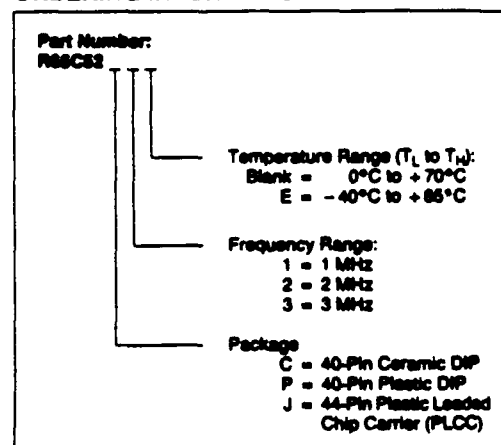 Part Number:
R65C52 _ _ _
Temperature Range (TL to TH):
Blank = 0°C to + 70°C
E = - 40°C to + 85°C
Frequency Range:
1 = 1 MHz
2 = 2 MHz
3 = 3 MHz
Package
C = 40-Pin Ceramic DIP
P = 40-Pin Plastic DIP
J = 44-Pin Plastic Leaded
Chip Carrier (PLCC)